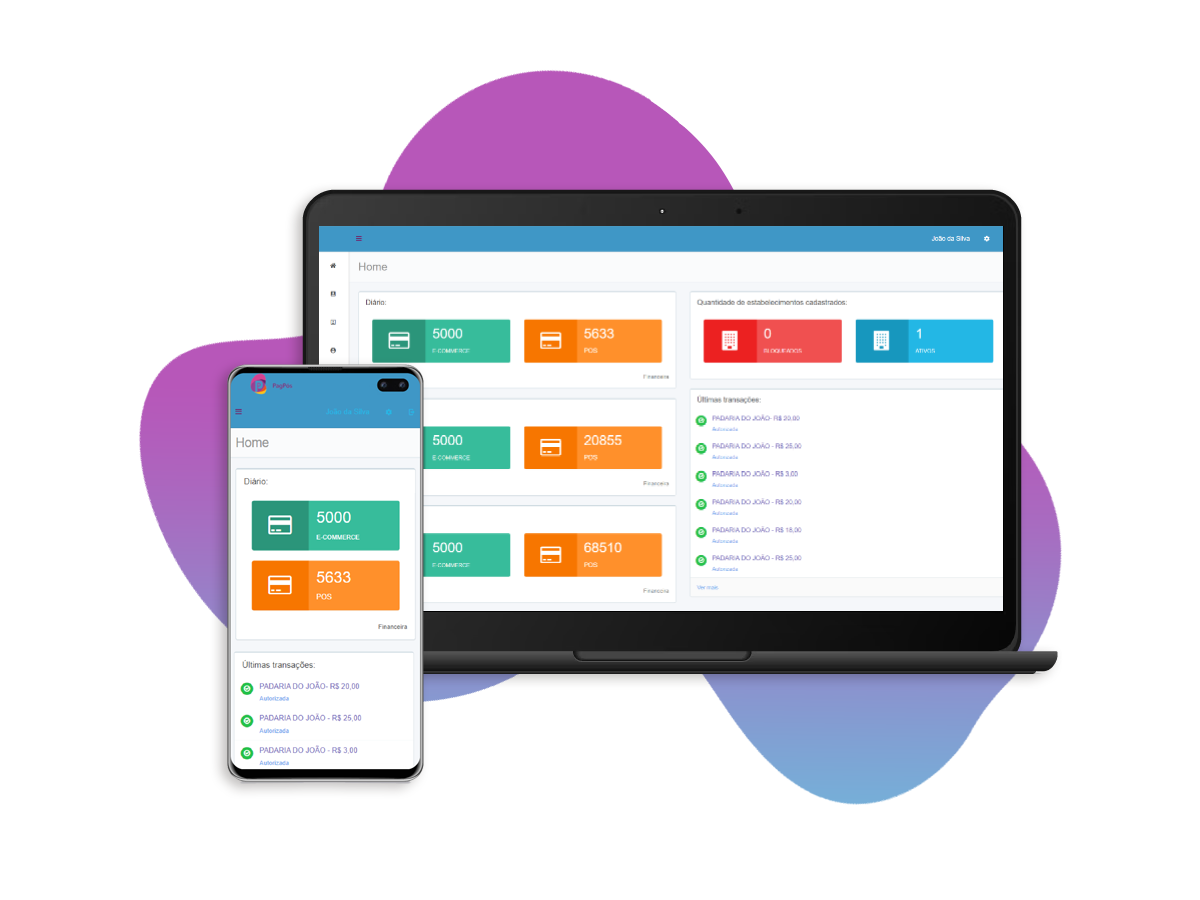 João da Silva
Home
Diário:
5000
E-COMMERCE
5633
POS
Financeira
5000
E-COMMERCE
20855
POS
Financeira
5000
E-COMMERCE
68510
POS
Financeira
Quantidade de estabelecimentos cadastrados:
0
BLOQUEADOS
1
ATIVOS
Últimas transações:
PADARIA DO JOÃO- R$ 20,00
Autorizada
PADARIA DO JOÃO - R$ 25,00
Autorizada
PADARIA DO JOÃO - R$ 3,00
Autorizada
PADARIA DO JOÃO - R$ 20,00
Autorizada
PADARIA DO JOÃO - R$ 18,00
Autorizada
PADARIA DO JOÃO - R$ 25,00
Autorizada
Ver mais
PagPos
João da Silva
Home
Diário:
5000
E-COMMERCE
5633
POS
Financeira
Últimas transações:
PADARIA DO JOÃO- R$ 20,00
Autorizada
PADARIA DO JOÃO - R$ 25,00
Autorizada
PADARIA DO JOÃO - R$ 3,00
Autorizada